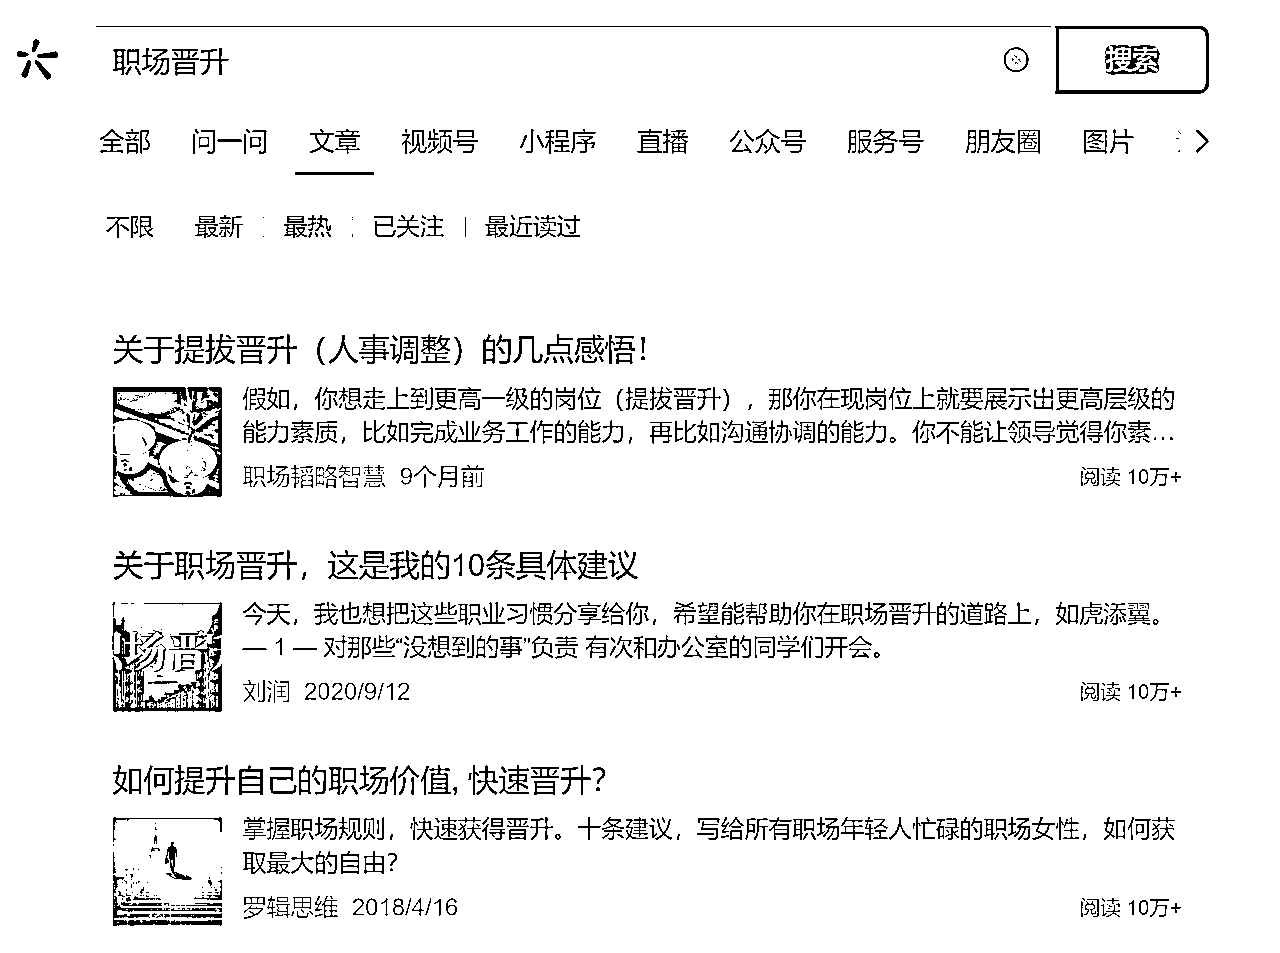 职场晋升
搜索
全部 问一问 文章 视频号 小程序 直播 公众号 服务号 朋友圈 图片
不限 最新 最热 已关注 最近读过
关于提拔晋升（人事调整）的几点感悟！
假如，你想走上到更高一级的岗位（提拔晋升），那你在现岗位上就要展示出更高层级的
能力素质，比如完成业务工作的能力，再比如沟通协调的能力。你不能让领导觉得你素...
职场韬略智慧 9个月前
阅读 10万+
关于职场晋升，这是我的10条具体建议
场晋
今天，我也想把这些职业习惯分享给你，希望能帮助你在职场晋升的道路上，如虎添翼。
— 1 — 对那些“没想到的事”负责 有次和办公室的同学们开会。
刘润 2020/9/12
阅读 10万+
如何提升自己的职场价值, 快速晋升？
掌握职场规则，快速获得晋升。十条建议，写给所有职场年轻人忙碌的职场女性，如何获
取最大的自由？
罗辑思维 2018/4/16
阅读 10万+